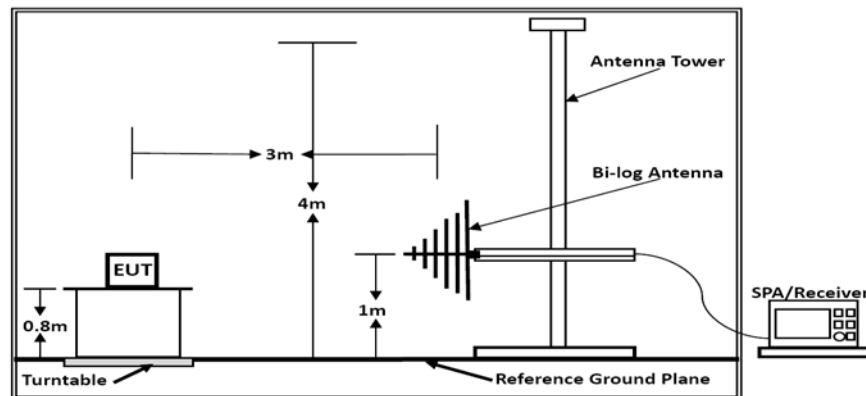 Antenna Tower
3m
Bi-log Antenna
4m
EUT
SPA/Receiver
0.8m
1m
Turntable
Reference Ground Plane